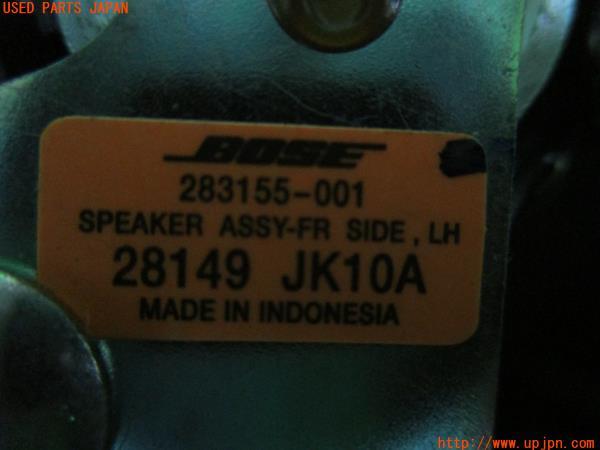 USED PARTS JAPAN
BOSE
283155-001
SPEAKER ASSY-FR SIDE, LH
28149 JK10A
MADE IN INDONESIA
http://www.upjpn.com